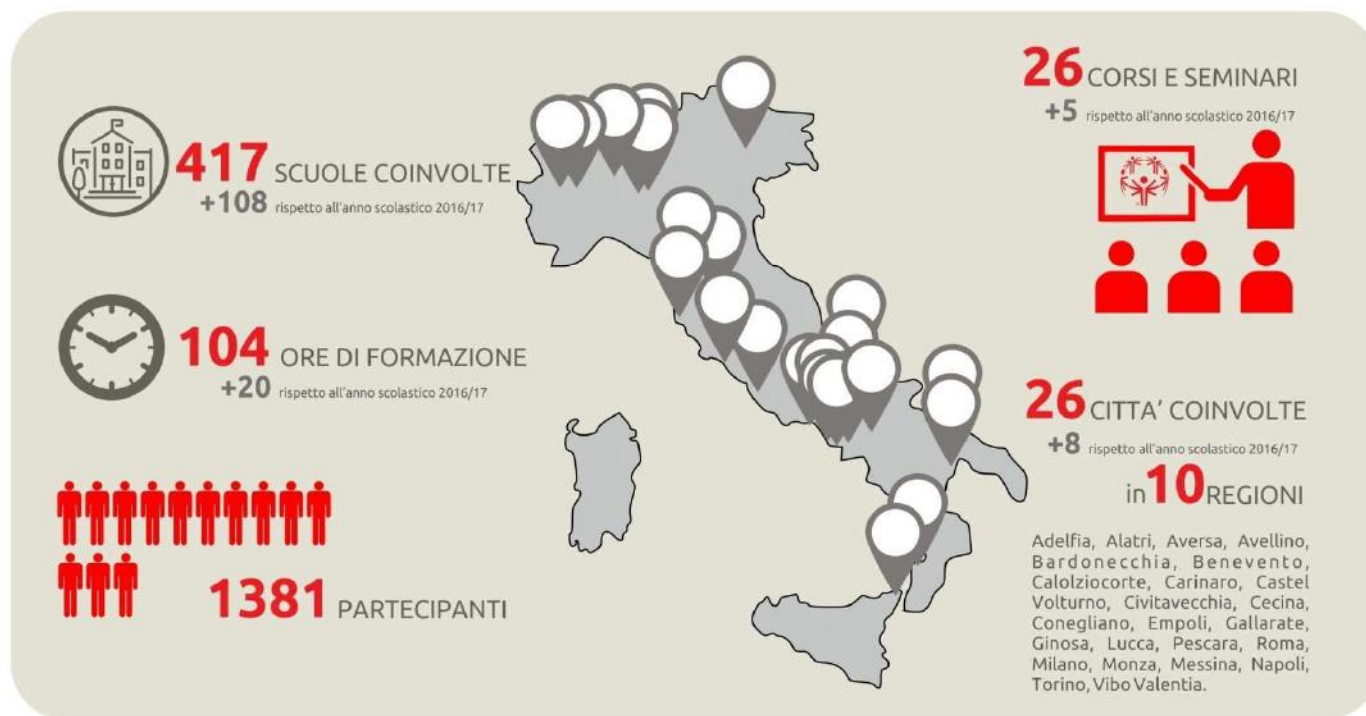 417 SCUOLE COINVOLTE
+108 rispetto all'anno scolastico 2016/17
104 ORE DI FORMAZIONE
+20 rispetto all'anno scolastico 2016/17
1381 PARTECIPANTI
26 CORSI E SEMINARI
+5 rispetto all'anno scolastico 2016/17
26 CITTA' COINVOLTE
+8 rispetto all'anno scolastico 2016/17
in 10 REGIONI
Adelfia, Alatri, Aversa, Avellino,
Bardonecchia, Benevento,
Calolziocorte, Carinaro, Castel
Volturno, Civitavecchia, Cecina,
Conegliano, Empoli, Gallarate,
Ginosa, Lucca, Pescara, Roma,
Milano, Monza, Messina, Napoli,
Torino, Vibo Valentia.